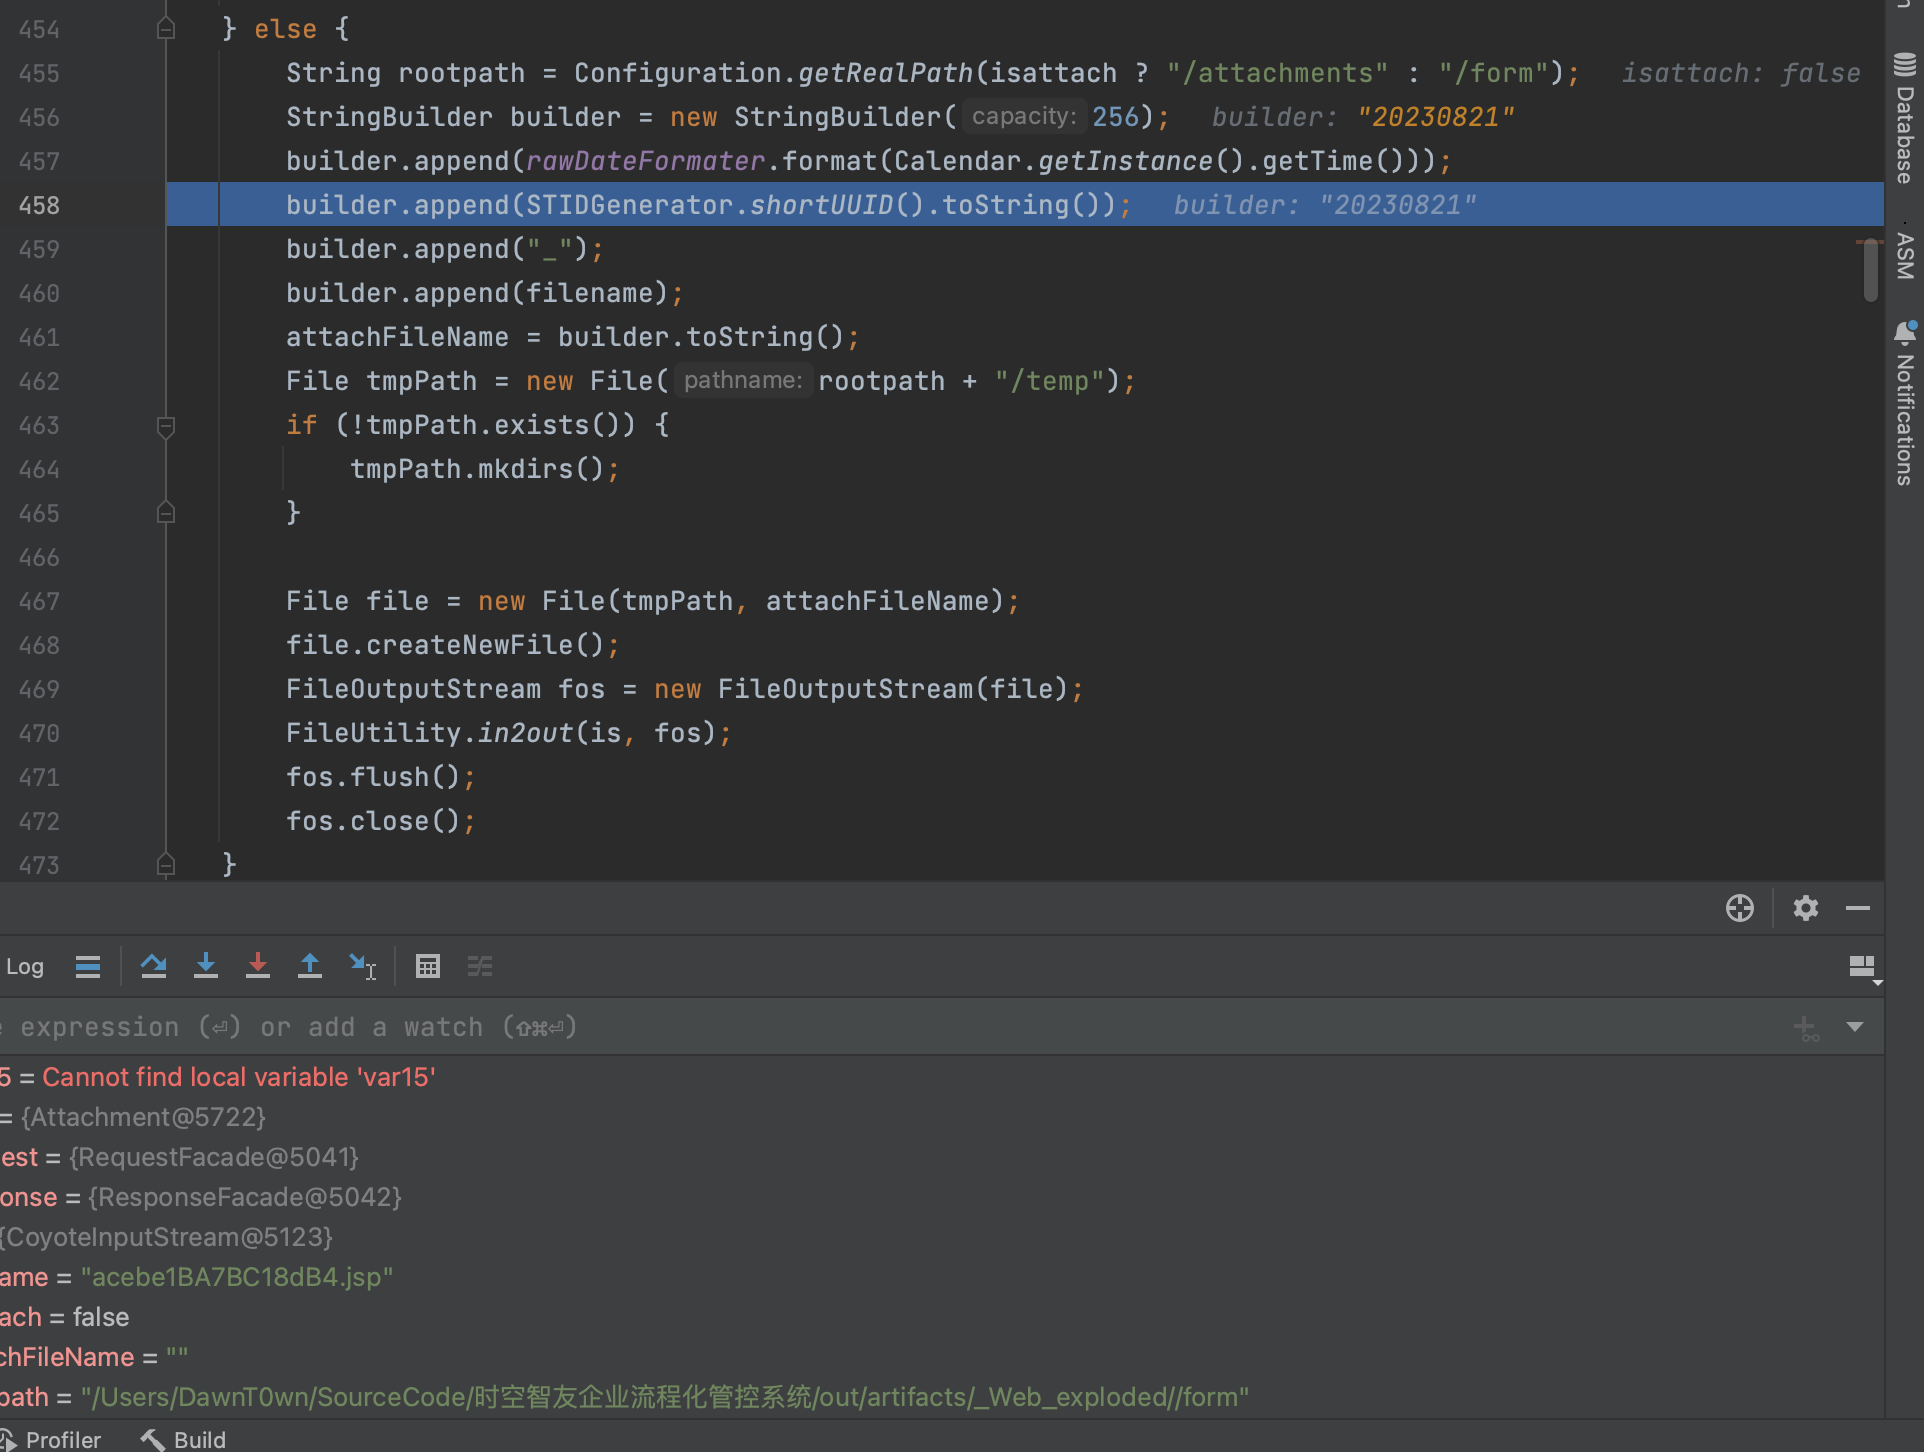 454 } else {
455 String rootpath = Configuration.getRealPath(isattach ? "/attachments" : "/form"); isattach: false
456 StringBuilder builder = new StringBuilder( capacity: 256); builder: "20230821"
457 builder.append(rawDateFormater.format(Calendar.getInstance().getTime()));
458 builder.append(STIDGenerator.shortUUID().toString()); builder: "20230821"
459 builder.append("_");
460 builder.append(filename);
461 attachFileName = builder.toString();
462 File tmpPath = new File( pathname: rootpath + "/temp");
463 if (!tmpPath.exists()) {
464 tmpPath.mkdirs();
465 }
466
467 File file = new File(tmpPath, attachFileName);
468 file.createNewFile();
469 FileOutputStream fos = new FileOutputStream(file);
470 FileUtility.in2out(is, fos);
471 fos.flush();
472 fos.close();
473 }
Database
ASM
Notifications
Log
expression (⏎) or add a watch (⇧⌘⏎)
5 = Cannot find local variable 'var15'
= {Attachment@5722}
est = {RequestFacade@5041}
onse = {ResponseFacade@5042}
{CoyoteInputStream@5123}
ame = "acebe1BA7BC18dB4.jsp"
ach = false
chFileName = ""
path = "/Users/DawnT0wn/SourceCode/时空智友企业流程化管控系统/out/artifacts/_Web_exploded//form"
Profiler Build